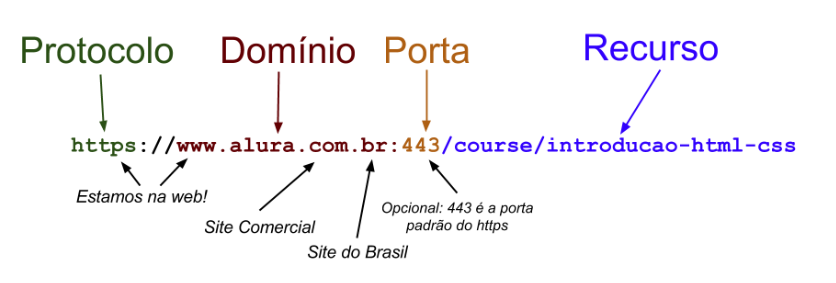 Protocolo Domínio Porta Recurso
https://www.alura.com.br:443/course/introducao-html-css
Estamos na web!
Site Comercial
Site do Brasil
Opcional: 443 é a porta
padrão do https